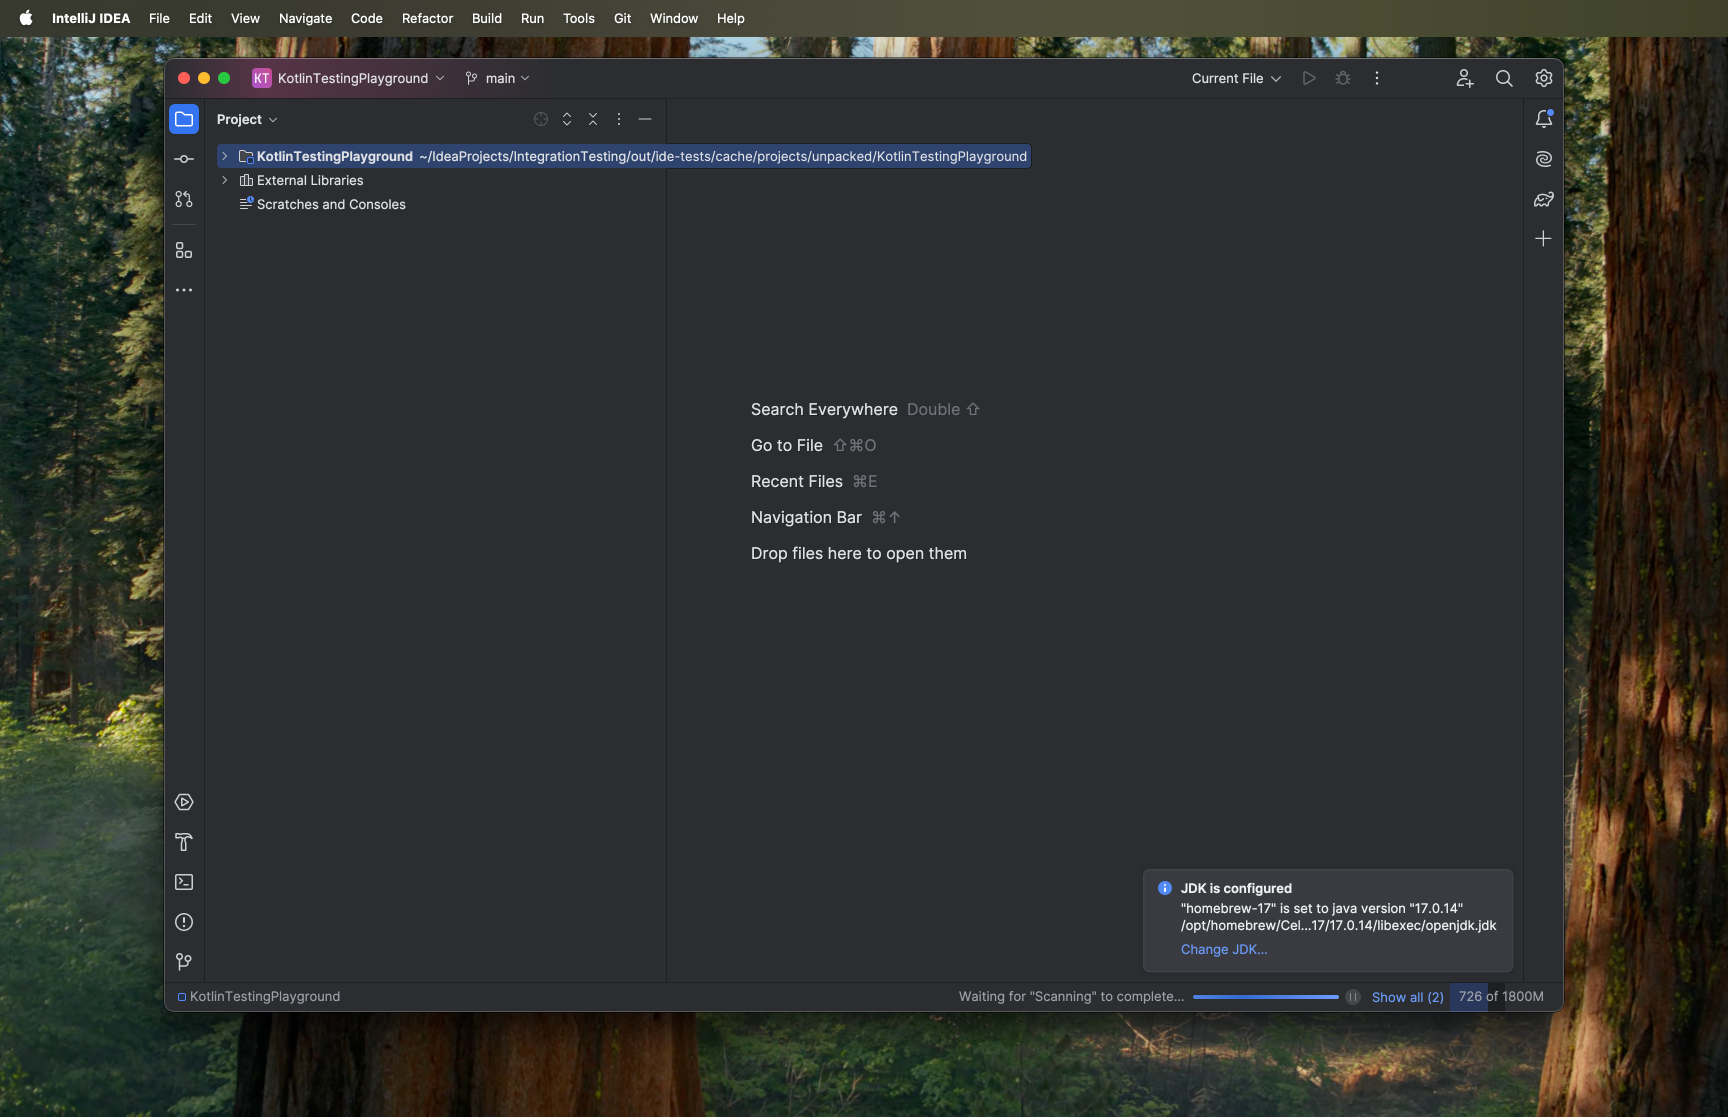 IntelliJ IDEA File Edit View Navigate Code Refactor Build Run Tools Git Window Help
KT KotlinTestingPlayground main Current File
Project
KotlinTestingPlayground ~/IdeaProjects/IntegrationTesting/out/ide-tests/cache/projects/unpacked/KotlinTestingPlayground
External Libraries
Scratches and Consoles
Search Everywhere Double ⇧
Go to File ⇧⌘O
Recent Files ⌘E
Navigation Bar ⌘↑
Drop files here to open them
JDK is configured
"homebrew-17" is set to java version "17.0.14"
/opt/homebrew/Cel...17/17.0.14/libexec/openjdk.jdk
Change JDK...
KotlinTestingPlayground Waiting for "Scanning" to complete... Show all (2) 726 of 1800M